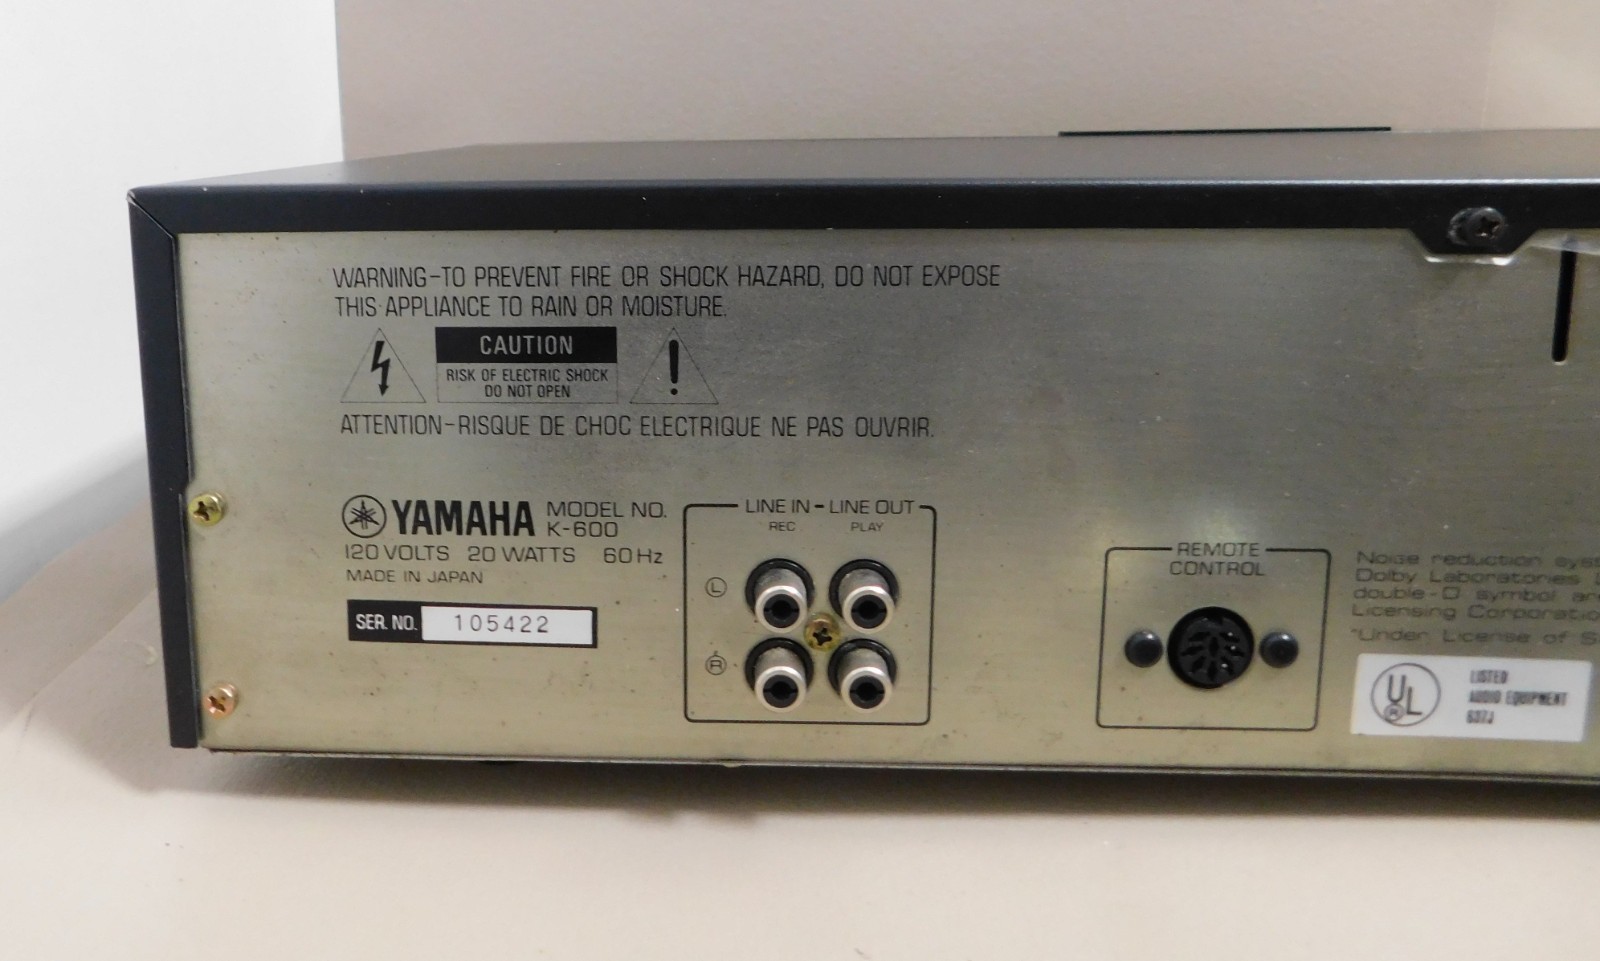 WARNING-TO PREVENT FIRE OR SHOCK HAZARD, DO NOT EXPOSE
THIS APPLIANCE TO RAIN OR MOISTURE.
CAUTION
RISK OF ELECTRIC SHOCK
DO NOT OPEN
ATTENTION-RISQUE DE CHOC ELECTRIQUE NE PAS OUVRIR.
YAMAHA MODEL NO.
K-600
120 VOLTS 20 WATTS 60 Hz
MADE IN JAPAN
SER. NO. 105422
LINE IN - LINE OUT
REC PLAY
L
R
REMOTE
CONTROL
Noise reduction
Dolby Laboratories
double-D symbol
Licensing
"Under License of
UL
®
LISTED
AUDIO EQUIPMENT
637J